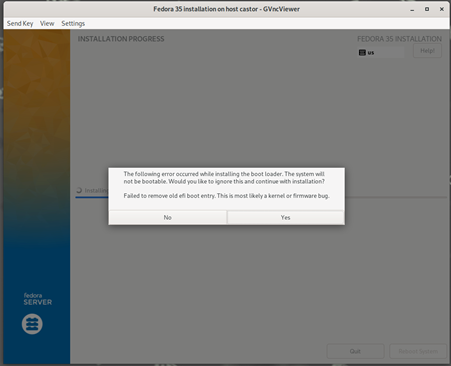 Fedora 35 installation on host castor - GVncViewer
Send Key View Settings
INSTALLATION PROGRESS
FEDORA 35 INSTALLATION
us
Help!
The following error occurred while installing the boot loader. The system will
not be bootable. Would you like to ignore this and continue with installation?
Failed to remove old efi boot entry. This is most likely a kernel or firmware bug.
No Yes
fedora
SERVER
Quit